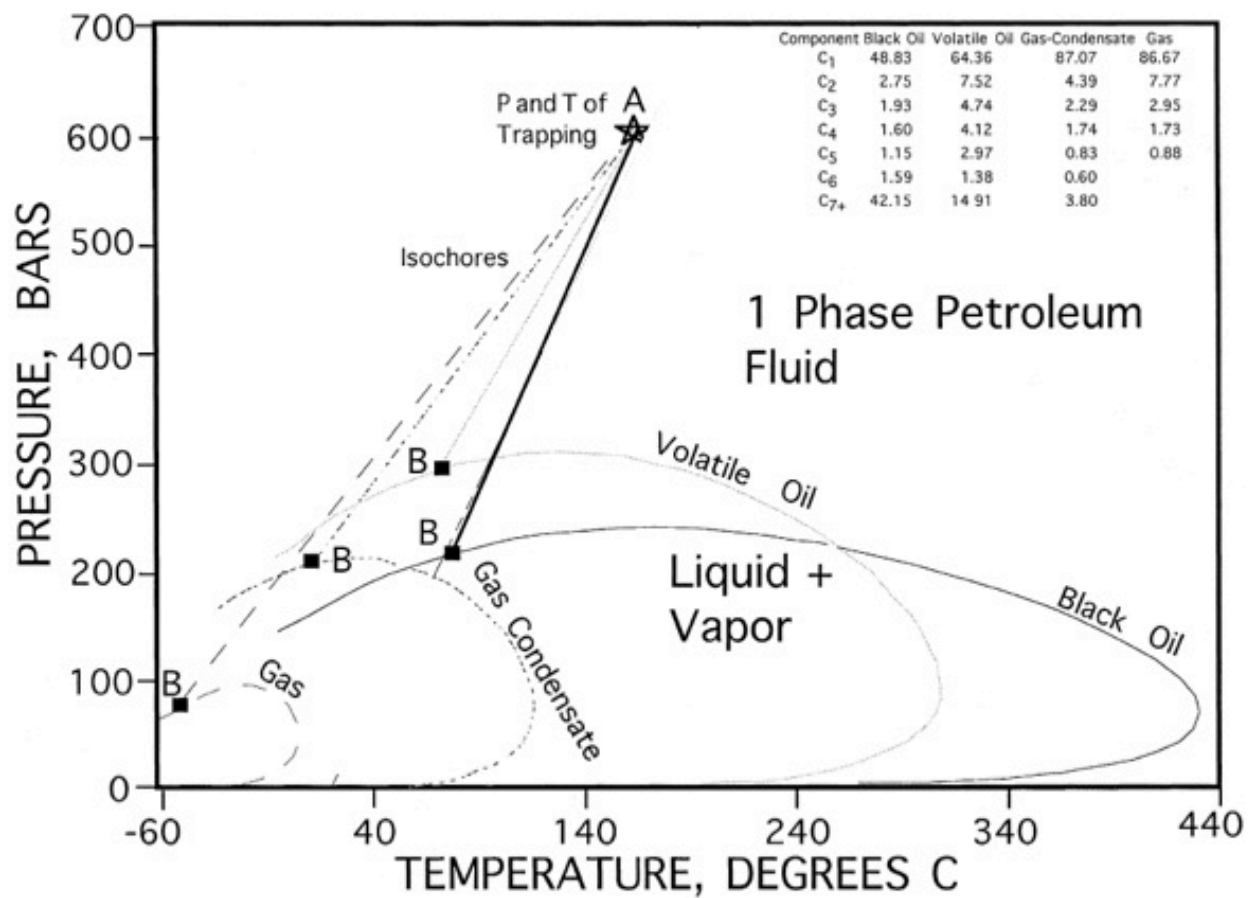 700
600
500
400
300
200
100
0
PRESSURE, BARS
Component Black Oil Volatile Oil Gas-Condensate Gas
C1 48.83 64.36 87.07 86.67
C2 2.75 7.52 4.39 7.77
C3 1.93 4.74 2.29 2.95
C4 1.60 4.12 1.74 1.73
C5 1.15 2.97 0.83 0.88
C6 1.59 1.38 0.60
C7+ 42.15 14 91 3.80
P and T of
Trapping
A
Isochores
1 Phase Petroleum
Fluid
B
Volatile Oil
B
B
Liquid +
Vapor
Gas Condensate
Black Oil
B
Gas
-60 40 140 240 340 440
TEMPERATURE, DEGREES C